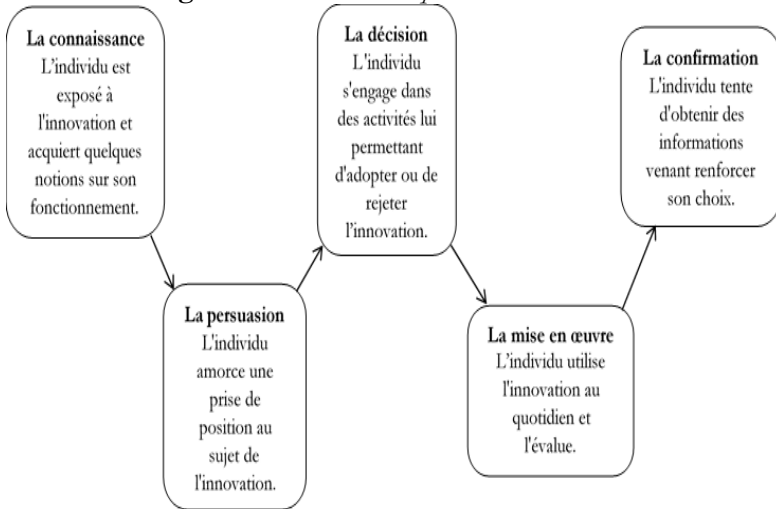 La connaissance
L'individu est
exposé à
l'innovation et
acquiert quelques
notions sur son
fonctionnement.
La persuasion
L'individu
amorce une
prise de
position au
sujet de
l'innovation.
La décision
L'individu
s'engage dans
des activités lui
permettant
d'adopter ou de
rejeter
l'innovation.
La mise en œuvre
L'individu utilise
l'innovation au
quotidien et
l'évalue.
La confirmation
L'individu tente
d'obtenir des
informations
venant renforcer
son choix.